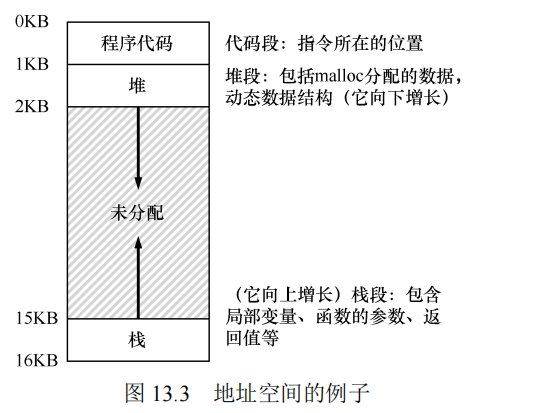 0KB
程序代码
代码段：指令所在的位置
1KB
堆
堆段：包括malloc分配的数据，
动态数据结构（它向下增长）
2KB
未分配
（它向上增长）栈段：包含
局部变量、函数的参数、返
回值等
15KB
栈
16KB
图 13.3 地址空间的例子